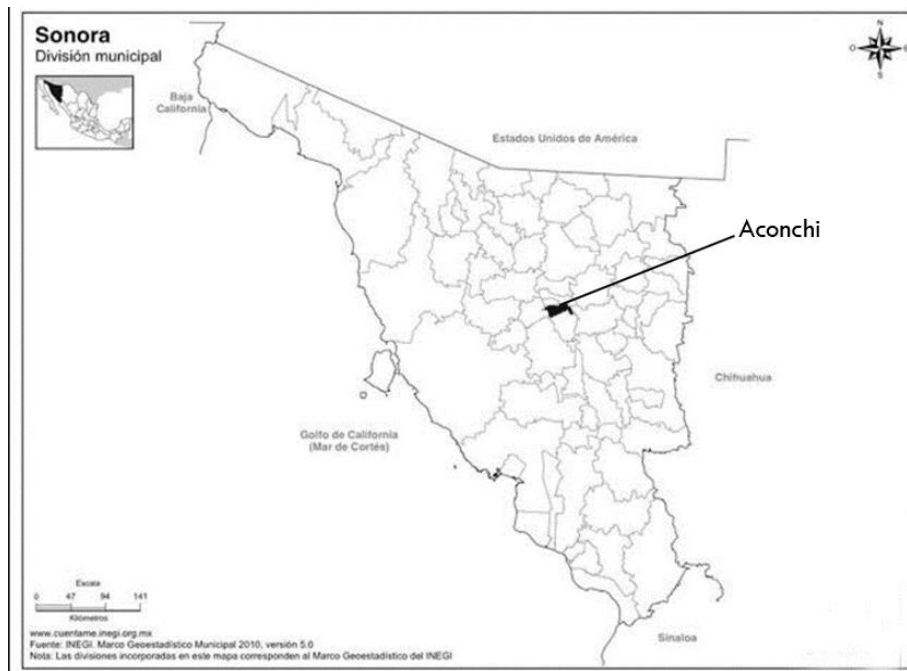 Sonora
División municipal
N
O
E
S
Baja
California
Estados Unidos de América
Aconchi
Chihuahua
Golfo de California
(Mar de Cortés)
Escala
0 47 94 141
Kilómetros
Sinaloa
www.cuentame.inegi.org.mx
Fuente: INEGI. Marco Geoestadístico Municipal 2010, versión 5.0
Nota: Las divisiones incorporadas en este mapa corresponden al Marco Geoestadístico del INEGI